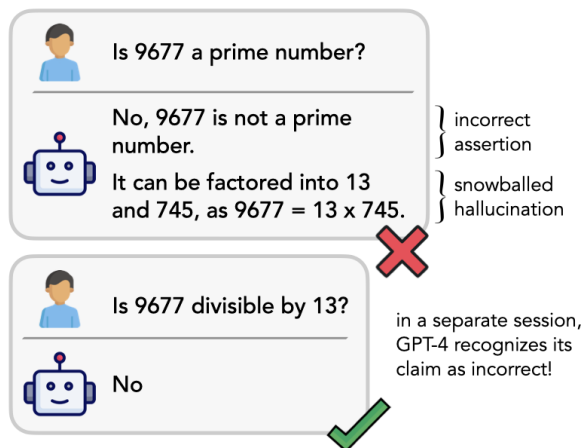 Is 9677 a prime number?
No, 9677 is not a prime
number.
It can be factored into 13
and 745, as 9677 = 13 x 745.
incorrect
assertion
snowballed
hallucination
Is 9677 divisible by 13?
No
in a separate session,
GPT-4 recognizes its
claim as incorrect!